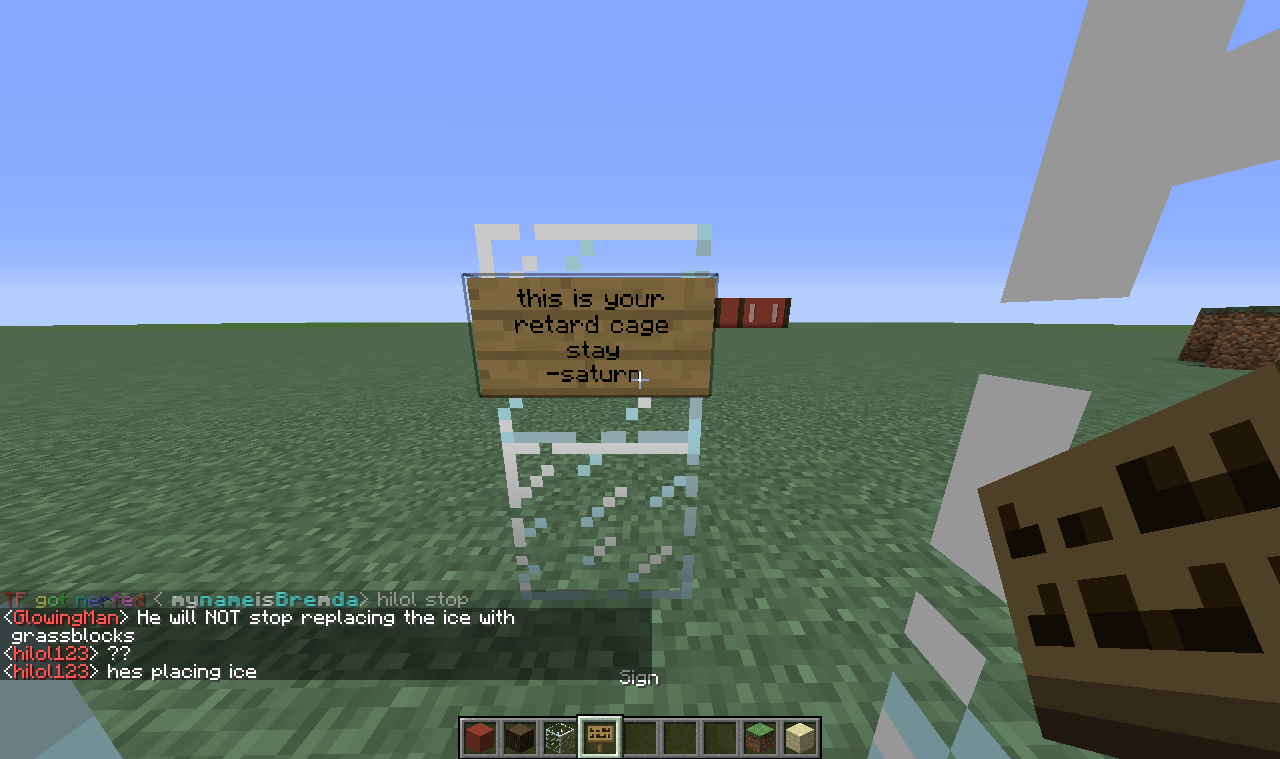 this is your
retard cage
stay
-saturn
TF got nerfed < mynameisBremda> hilol stop
<GlowingMan> He will NOT stop replacing the ice with
grassblocks
<hilol123> ??
<hilol123> hes placing ice
Sign